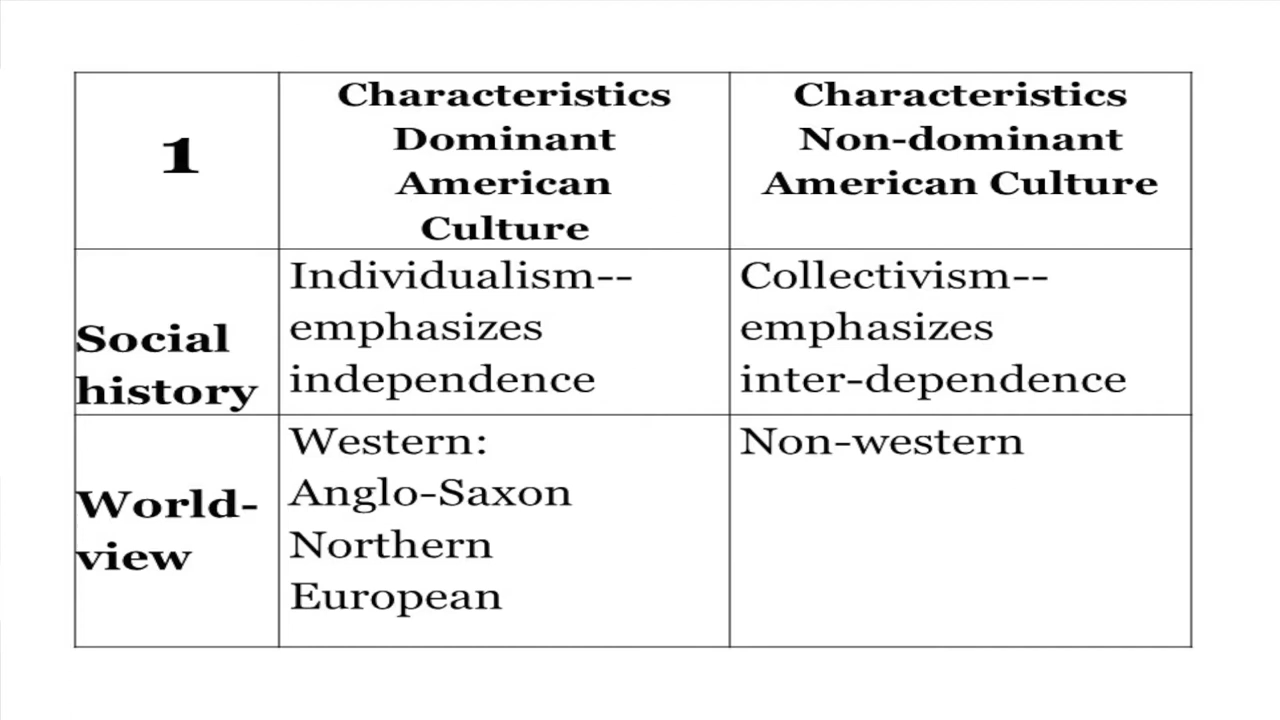 1
Characteristics
Dominant
American
Culture
Characteristics
Non-dominant
American Culture
Social
history
Individualism--
emphasizes
independence
Collectivism--
emphasizes
inter-dependence
World-
view
Western:
Anglo-Saxon
Northern
European
Non-western